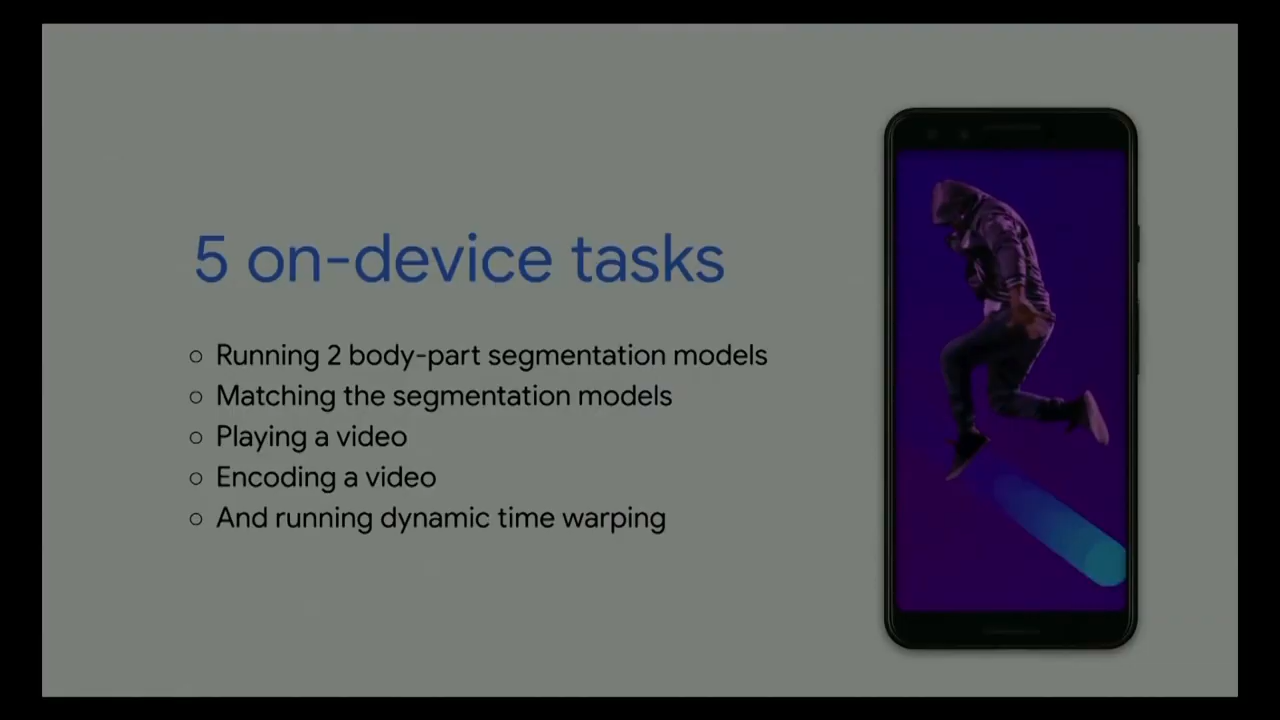 5 on-device tasks
Running 2 body-part segmentation models
Matching the segmentation models
Playing a video
Encoding a video
And running dynamic time warping